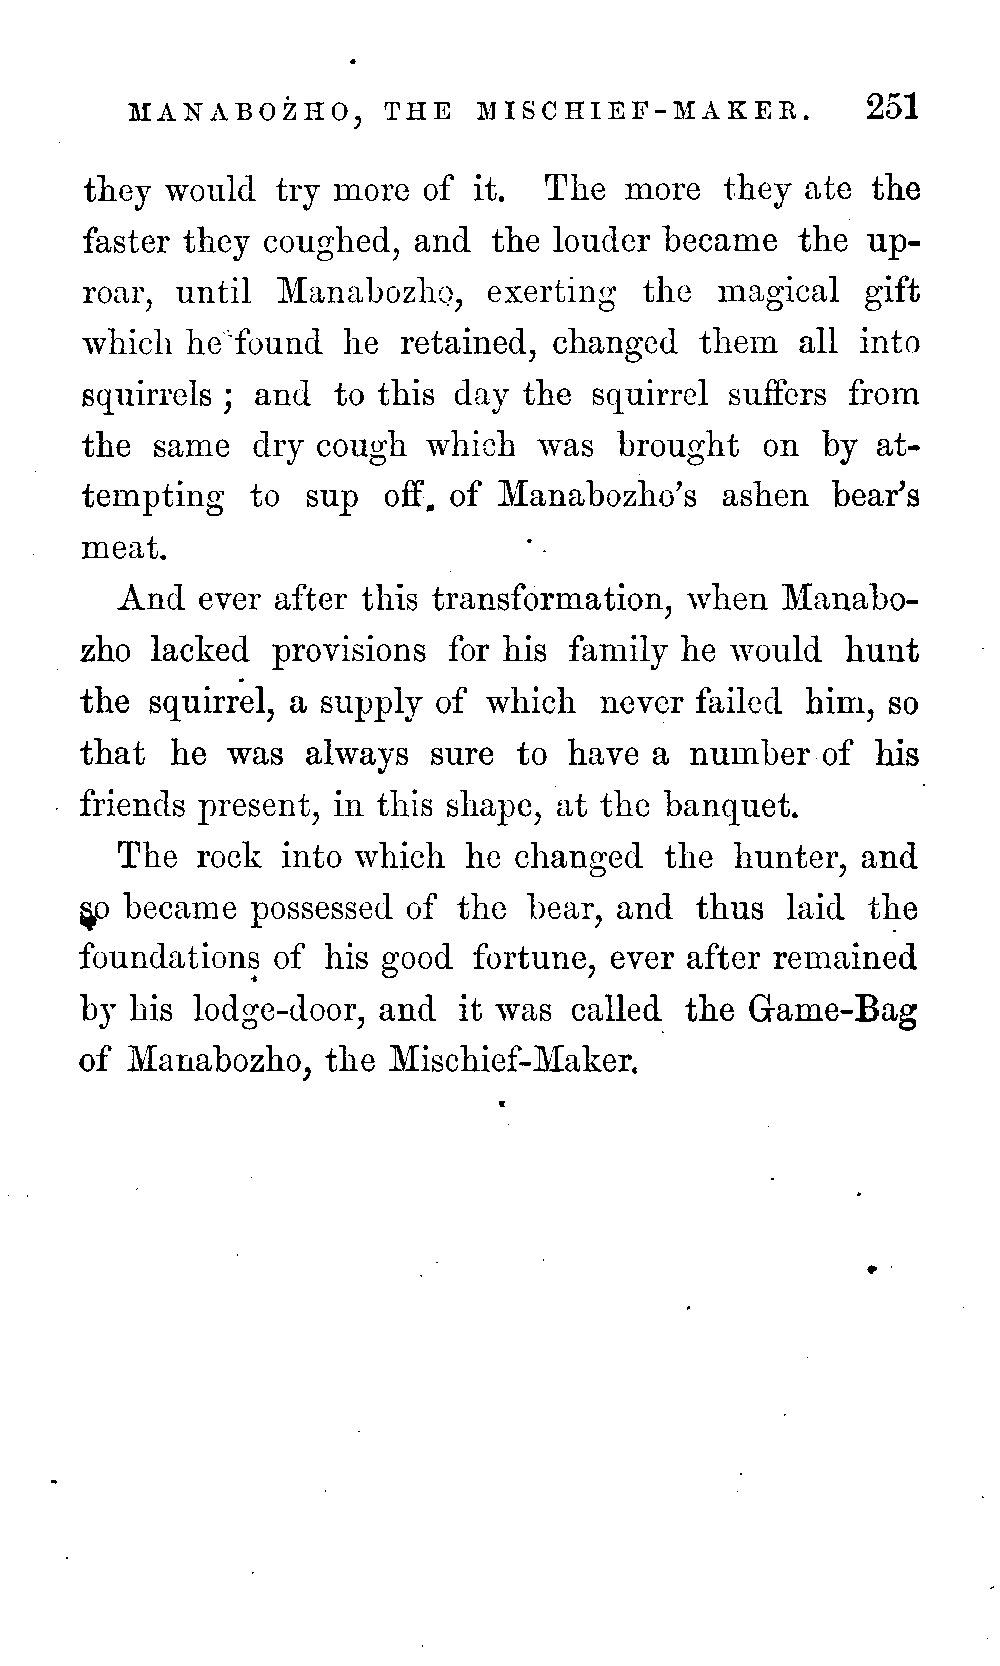 MANABOZHO, THE MISCHIEF-MAKER. 251
they would try more of it. The more they ate the
faster they coughed, and the louder became the up-
roar, until Manabozho, exerting the magical gift
which he found he retained, changed them all into
squirrels ; and to this day the squirrel suffers from
the same dry cough which was brought on by at-
tempting to sup off of Manabozho's ashen bear's
meat.
And ever after this transformation, when Manabo-
zho lacked provisions for his family he would hunt
the squirrel, a supply of which never failed him, so
that he was always sure to have a number of his
friends present, in this shape, at the banquet.
The rock into which he changed the hunter, and
so became possessed of the bear, and thus laid the
foundations of his good fortune, ever after remained
by his lodge-door, and it was called the Game-Bag
of Manabozho, the Mischief-Maker.